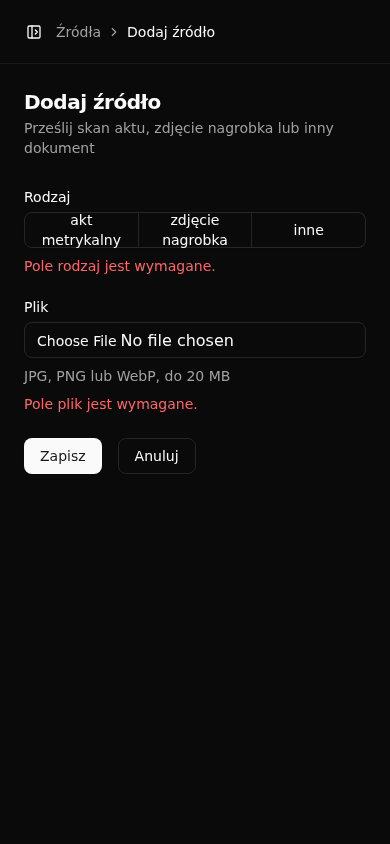 Źródła > Dodaj źródło
Dodaj źródło
Prześlij skan aktu, zdjęcie nagrobka lub inny
dokument
Rodzaj
akt
metrykalny
zdjęcie
nagrobka
inne
Pole rodzaj jest wymagane.
Plik
Choose File No file chosen
JPG, PNG lub WebP, do 20 MB
Pole plik jest wymagane.
Zapisz
Anuluj